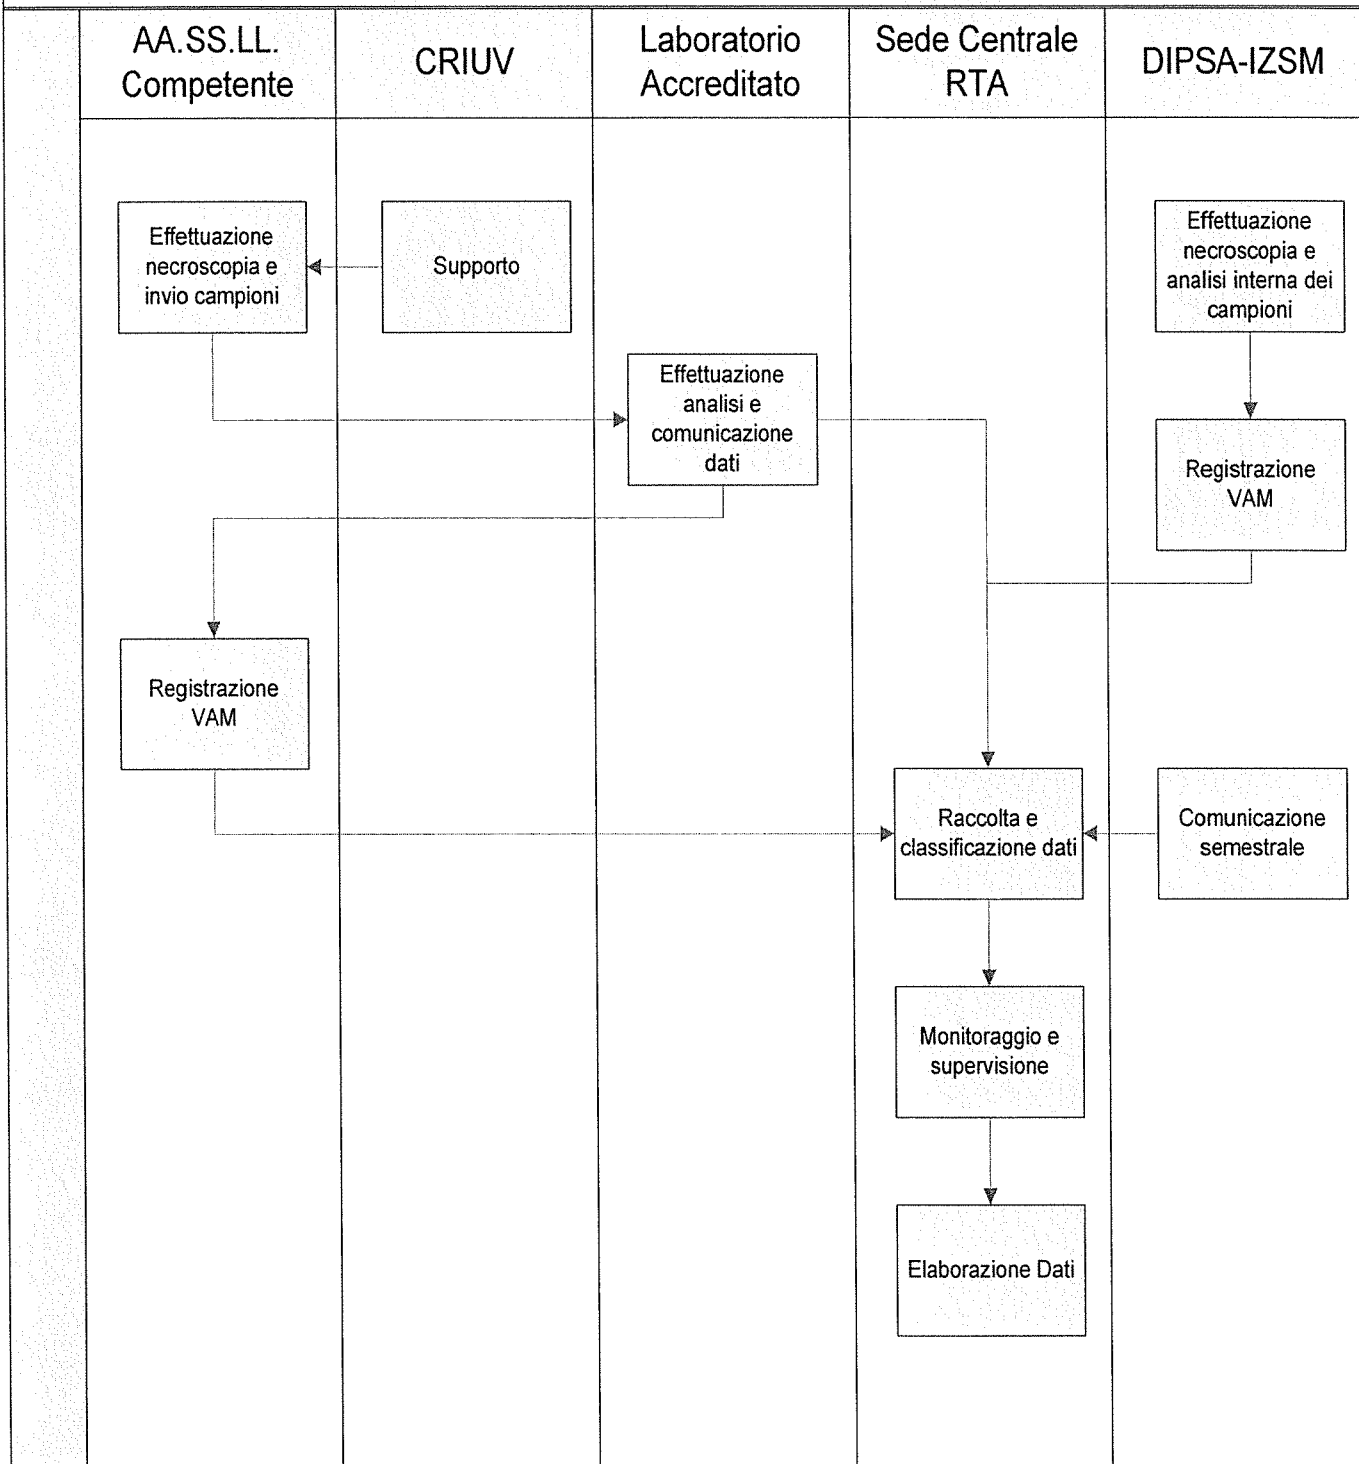 AA.SS.LL.
Competente
CRIUV
Laboratorio
Accreditato
Sede Centrale
RTA
DIPSA-IZSM
Effettuazione
necroscopia e
invio campioni
Supporto
Effettuazione
necroscopia e
analisi interna dei
campioni
Effettuazione
analisi e
comunicazione
dati
Registrazione
VAM
Registrazione
VAM
Raccolta e
classificazione dati
Comunicazione
semestrale
Monitoraggio e
supervisione
Elaborazione Dati